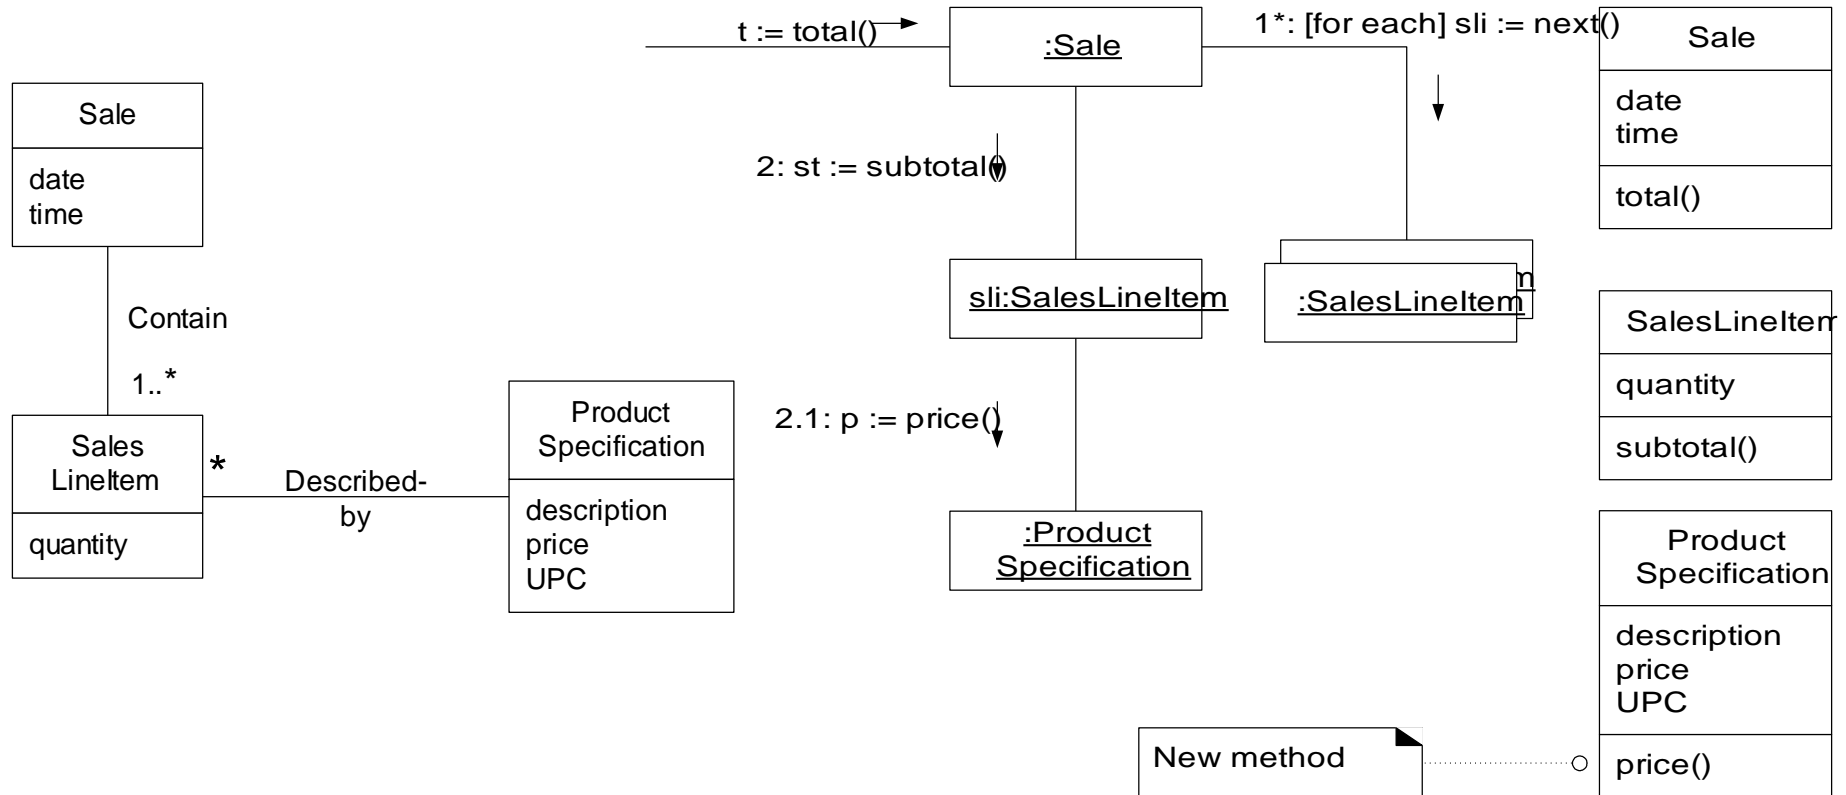 Sale
date
time
Contain
1..*
Sales
LineItem
quantity
*
Described-
by
Product
Specification
description
price
UPC
t := total()
:Sale
1*: [for each] sli := next()
2: st := subtotal()
sli:SalesLineItem
m
:SalesLineItem
2.1: p := price()
:Product
Specification
Sale
date
time
total()
SalesLineItem
quantity
subtotal()
Product
Specification
description
price
UPC
price()
New method